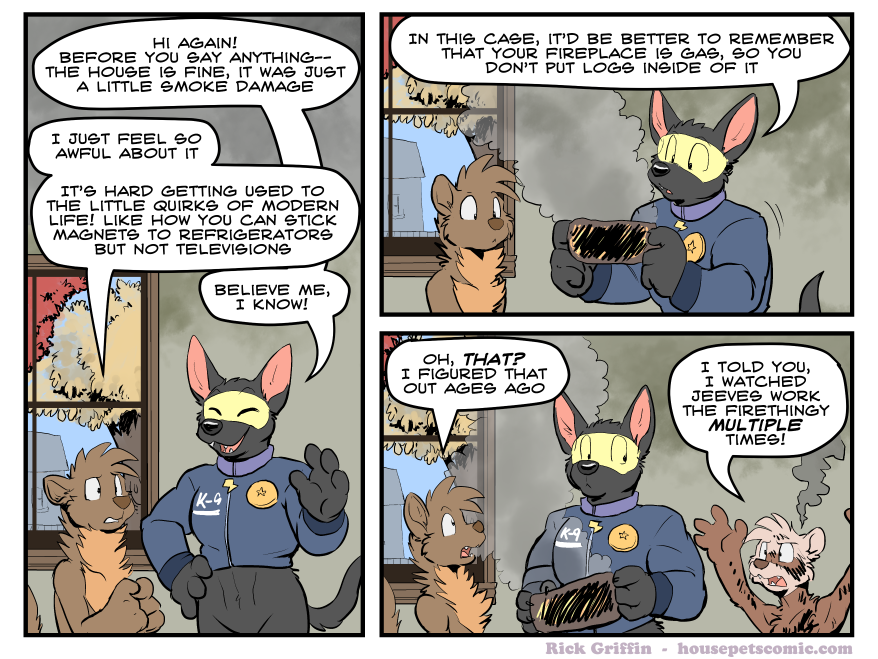 HI AGAIN!
BEFORE YOU SAY ANYTHING--
THE HOUSE IS FINE, IT WAS JUST
A LITTLE SMOKE DAMAGE
I JUST FEEL SO
AWFUL ABOUT IT
IT'S HARD GETTING USED TO
THE LITTLE QUIRKS OF MODERN
LIFE! LIKE HOW YOU CAN STICK
MAGNETS TO REFRIGERATORS
BUT NOT TELEVISIONS
BELIEVE ME,
I KNOW!
K-9
IN THIS CASE, IT'D BE BETTER TO REMEMBER
THAT YOUR FIREPLACE IS GAS, SO YOU
DON'T PUT LOGS INSIDE OF IT
OH, THAT?
I FIGURED THAT
OUT AGES AGO
I TOLD YOU,
I WATCHED
JEEVES WORK
THE FIRETHINGY
MULTIPLE
TIMES!
K-9
Rick Griffin - housepetscomic.com